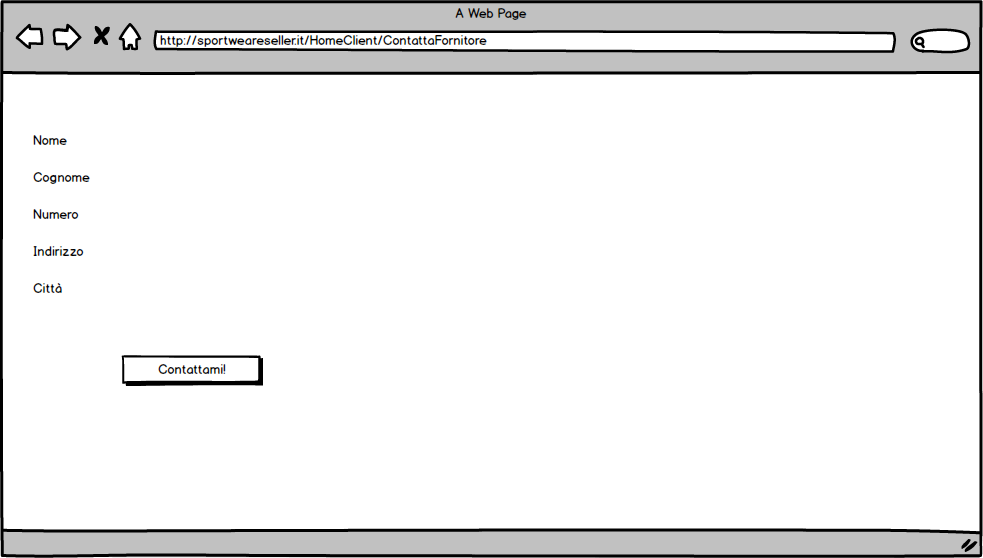 A Web Page
http://sportweareseller.it/HomeClient/ContattaFornitore
Nome
Cognome
Numero
Indirizzo
Città
Contattami!